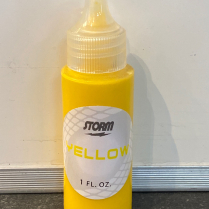 STORM
YELLOW
1 FL. OZ.